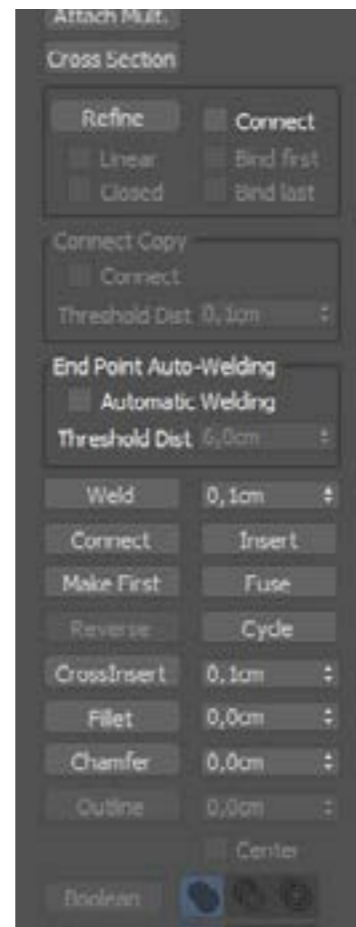 Attach Mult.
Cross Section
Refine Connect
Linear Bind first
Closed Bind last
Connect Copy
Connect
Threshold Dist 0,1cm
End Point Auto-Welding
Automatic Welding
Threshold Dist 6,0cm
Weld 0,1cm
Connect Insert
Make First Fuse
Reverse Cycle
CrossInsert 0,1cm
Fillet 0,0cm
Chamfer 0,0cm
Outline 0,0cm
Center
Boolean